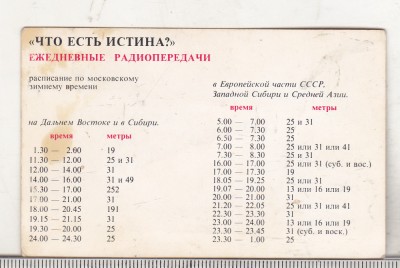 «ЧТО ЕСТЬ ИСТИНА?»
ЕЖЕДНЕВНЫЕ РАДИОПЕРЕДАЧИ
расписание по московскому
зимнему времени
на Дальнем Востоке и в Сибири.
время метры
1.30 — 2.00 19
11.30 — 12.00 25 и 31
12.00 — 14.00 31
14.00 — 16.00 31 и 49
15.30 — 17.00 252
17.00 — 21.00 31
18.00 — 20.45 191
19.15 — 21.15 31
19.30 — 20.00 25
24.00 — 24.30 25
в Европейской части СССР,
Западной Сибири и Средней Азии.
время метры
5.00 — 7.00 25 и 31
6.00 — 7.30 25
6.50 — 7.30 25
7.00 — 8.00 25 или 31 или 41
7.30 — 8.30 25 и 31
16.00 — 17.00 25 или 31 (суб. и вос.)
17.00 — 17.30 19
18.05 — 19.25 25 или 31
19.07 — 20.00 13 или 16 или 19
20.00 — 21.00 31
21.20 — 22.05 25 или 31 или 41
22.30 — 23.30 31
23.00 — 24.00 13 или 16 или 19
23.30 — 23.45 31 (суб. и воск.)
23.30 — 1.00 25